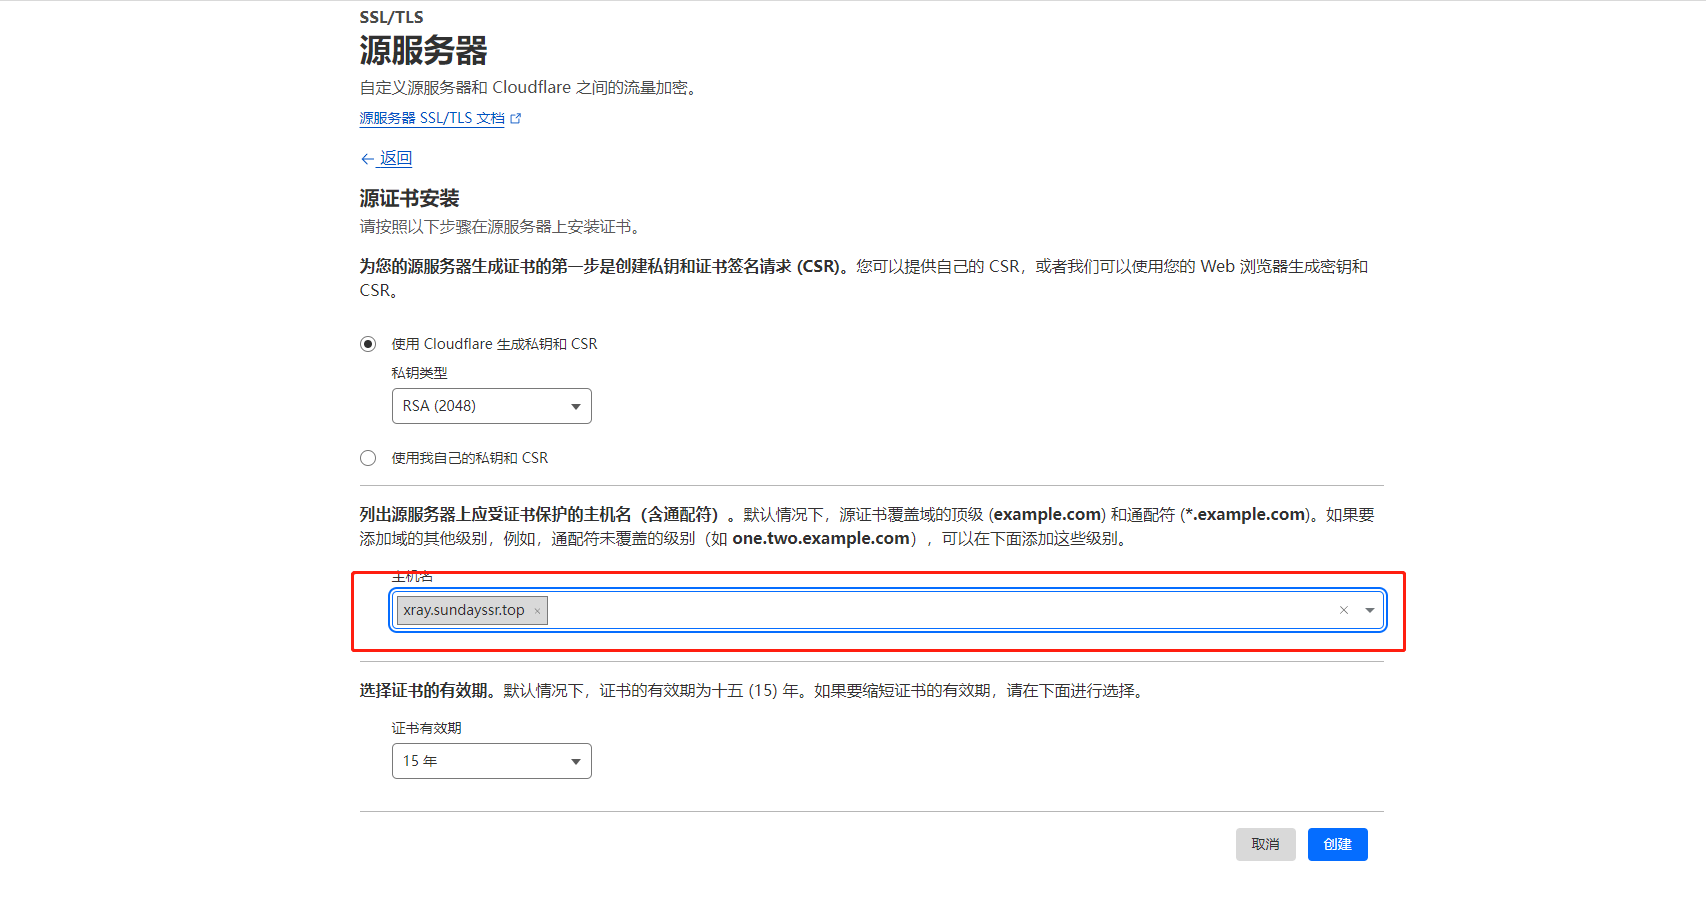 SSL/TLS
源服务器
自定义源服务器和 Cloudflare 之间的流量加密。
源服务器 SSL/TLS 文档
返回
源证书安装
请按照以下步骤在源服务器上安装证书。
为您的源服务器生成证书的第一步是创建私钥和证书签名请求 (CSR)。您可以提供自己的 CSR，或者我们可以使用您的 Web 浏览器生成密钥和
CSR。
使用 Cloudflare 生成私钥和 CSR
私钥类型
RSA (2048)
使用我自己的私钥和 CSR
列出源服务器上应受证书保护的主机名（含通配符）。默认情况下，源证书覆盖域的顶级 (example.com) 和通配符 (*.example.com)。如果要
添加域的其他级别，例如，通配符未覆盖的级别（如 one.two.example.com），可以在下面添加这些级别。
主机名
xray.sundayssr.top ×
选择证书的有效期。默认情况下，证书的有效期为十五 (15) 年。如果要缩短证书的有效期，请在下面进行选择。
证书有效期
15 年
取消 创建